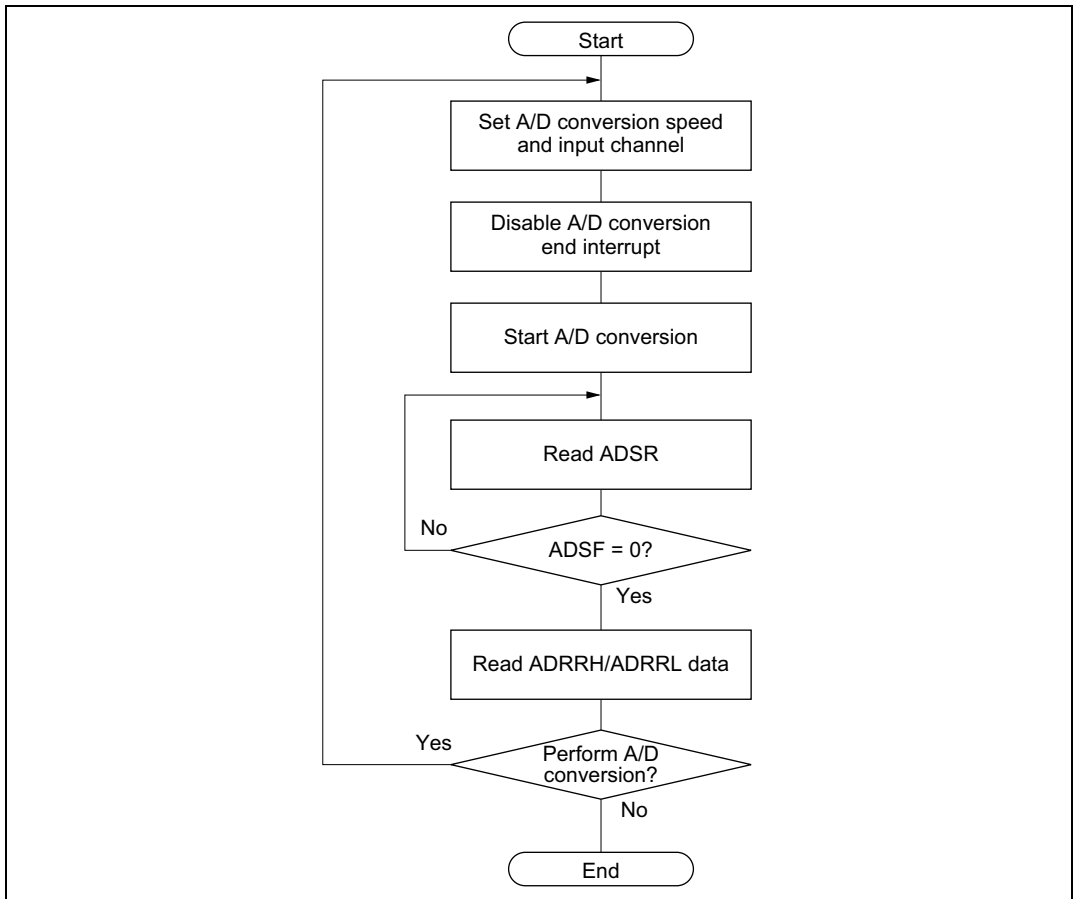 Start
Set A/D conversion speed
and input channel
Disable A/D conversion
end interrupt
Start A/D conversion
Read ADSR
No
ADSF = 0?
Yes
Read ADRRH/ADRRL data
Yes
Perform A/D
conversion?
No
End